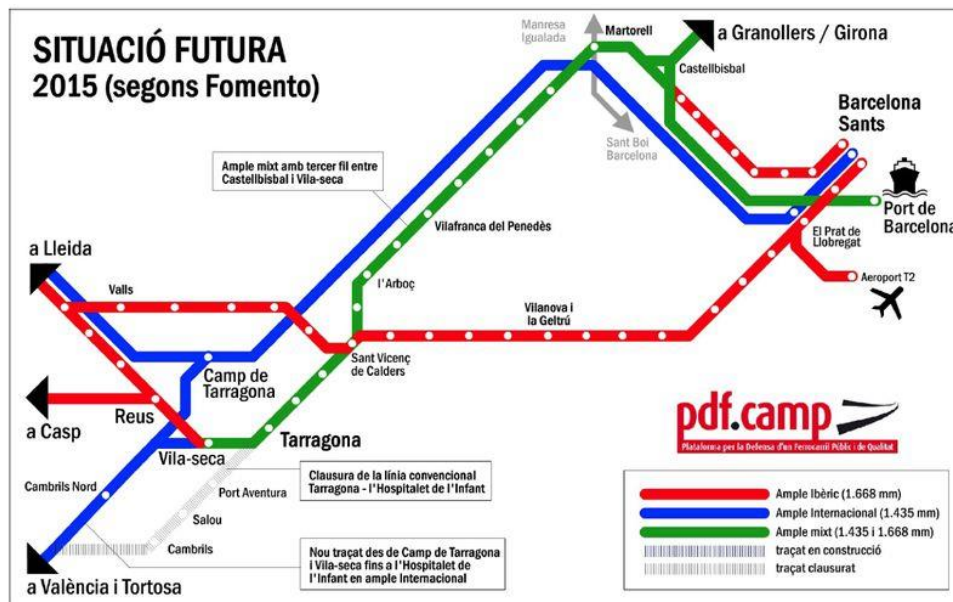 SITUACIÓ FUTURA
2015 (segons Fomento)
Manresa
Igualada
Martorell
a Granollers / Girona
Castellbisbal
Sant Boi
Barcelona
Barcelona
Sants
Port de
Barcelona
El Prat de
Llobregat
Aeroport T2
Ample mixt amb tercer fil entre
Castellbisbal i Vila-seca
Vilafranca del Penedès
l'Arboç
a Lleida
Valls
Vilanova i
la Geltrú
Sant Vicenç
de Calders
Camp de
Tarragona
Reus
a Casp
Tarragona
Vila-seca
Clausura de la línia convencional
Tarragona - l'Hospitalet de l'Infant
Port Aventura
Cambrils Nord
Salou
Cambrils
Nou traçat des de Camp de Tarragona
i Vila-seca fins a l'Hospitalet de
l'Infant en ample Internacional
a València i Tortosa
pdf.camp
Plataforma per la Defensa d'un Ferrocarril Públic i de Qualitat
Ample Ibèric (1.668 mm)
Ample Internacional (1.435 mm)
Ample mixt (1.435 i 1.668 mm)
traçat en construcció
traçat clausurat